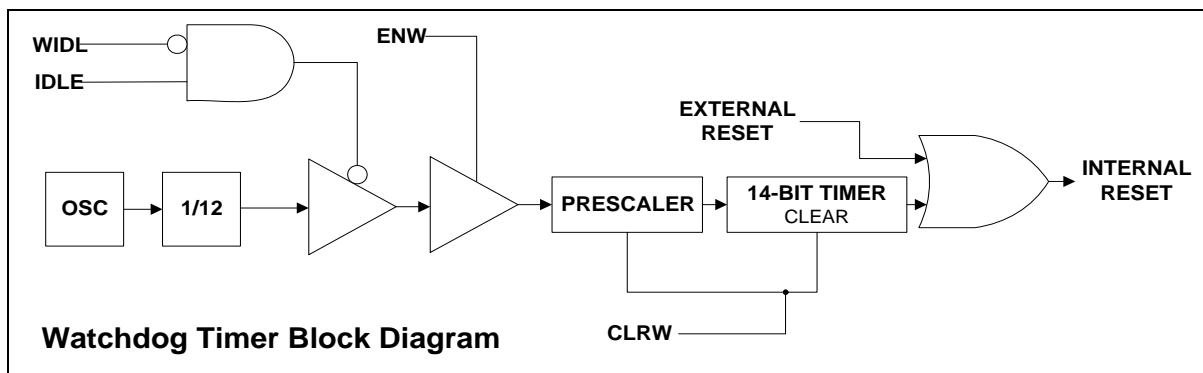 WIDL
IDLE
ENW
EXTERNAL
RESET
INTERNAL
RESET
OSC
1/12
PRESCALER
14-BIT TIMER
CLEAR
CLRW
Watchdog Timer Block Diagram